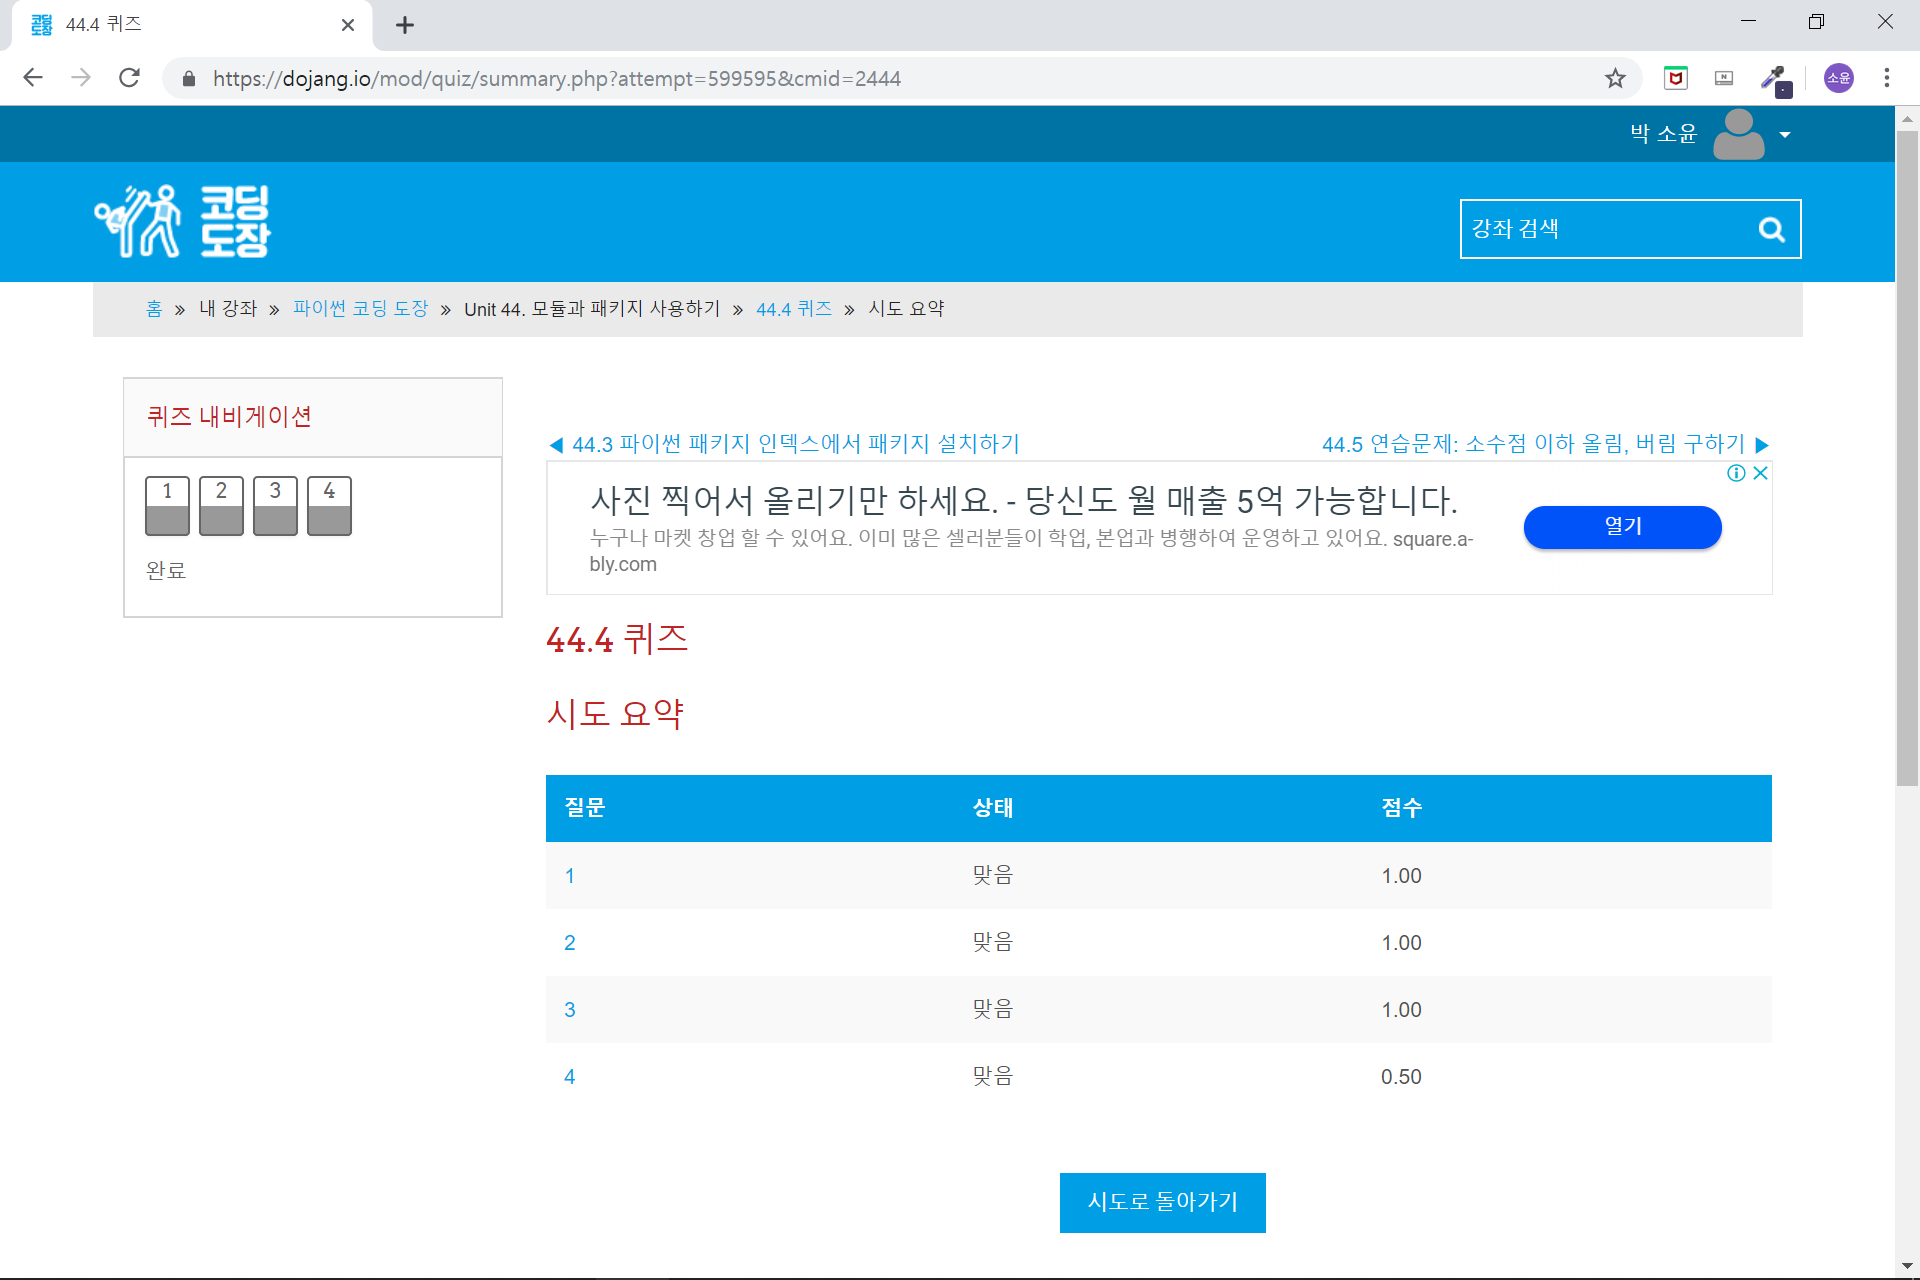 44.4 퀴즈
https://dojang.io/mod/quiz/summary.php?attempt=599595&cmid=2444
소윤
박 소윤
코딩
도장
강좌 검색
홈 » 내 강좌 » 파이썬 코딩 도장 » Unit 44. 모듈과 패키지 사용하기 » 44.4 퀴즈 » 시도 요약
퀴즈 내비게이션
1 2 3 4
완료
◀ 44.3 파이썬 패키지 인덱스에서 패키지 설치하기
44.5 연습문제: 소수점 이하 올림, 버림 구하기 ▶
사진 찍어서 올리기만 하세요. - 당신도 월 매출 5억 가능합니다.
누구나 마켓 창업 할 수 있어요. 이미 많은 셀러분들이 학업, 본업과 병행하여 운영하고 있어요. square.a-
bly.com
열기
44.4 퀴즈
시도 요약
질문 상태 점수
1 맞음 1.00
2 맞음 1.00
3 맞음 1.00
4 맞음 0.50
시도로 돌아가기